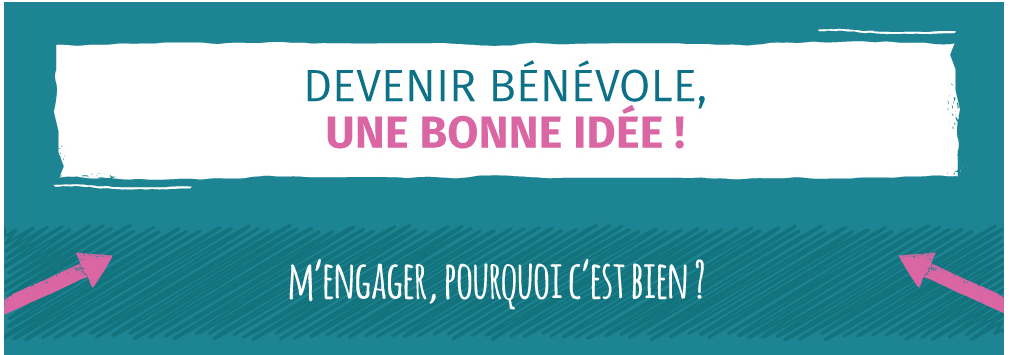 DEVENIR BÉNÉVOLE,
UNE BONNE IDÉE !
M'ENGAGER, POURQUOI C'EST BIEN ?